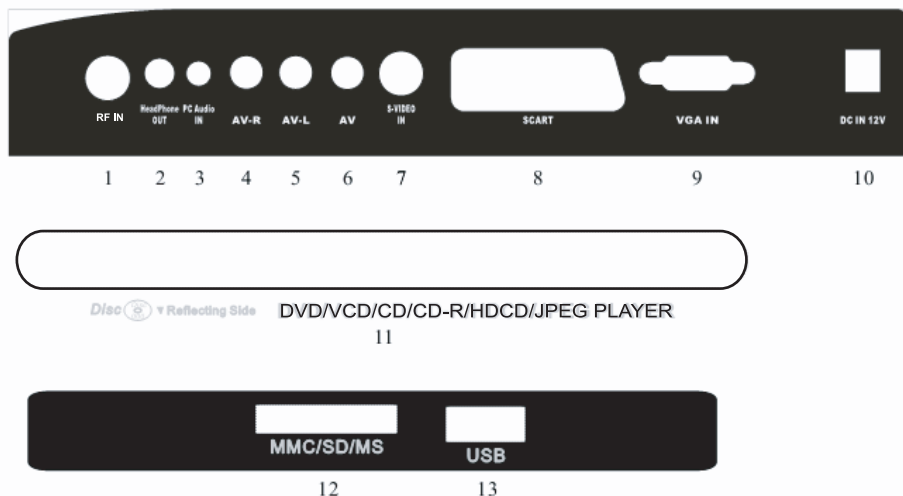 RF IN
HeadPhone OUT
PC Audio IN
AV-R
AV-L
AV
S-VIDEO IN
SCART
VGA IN
DC IN 12V
1 2 3 4 5 6 7 8 9 10
Disc ▼ Reflecting Side DVD/VCD/CD/CD-R/HDCD/JPEG PLAYER
11
MMC/SD/MS USB
12 13